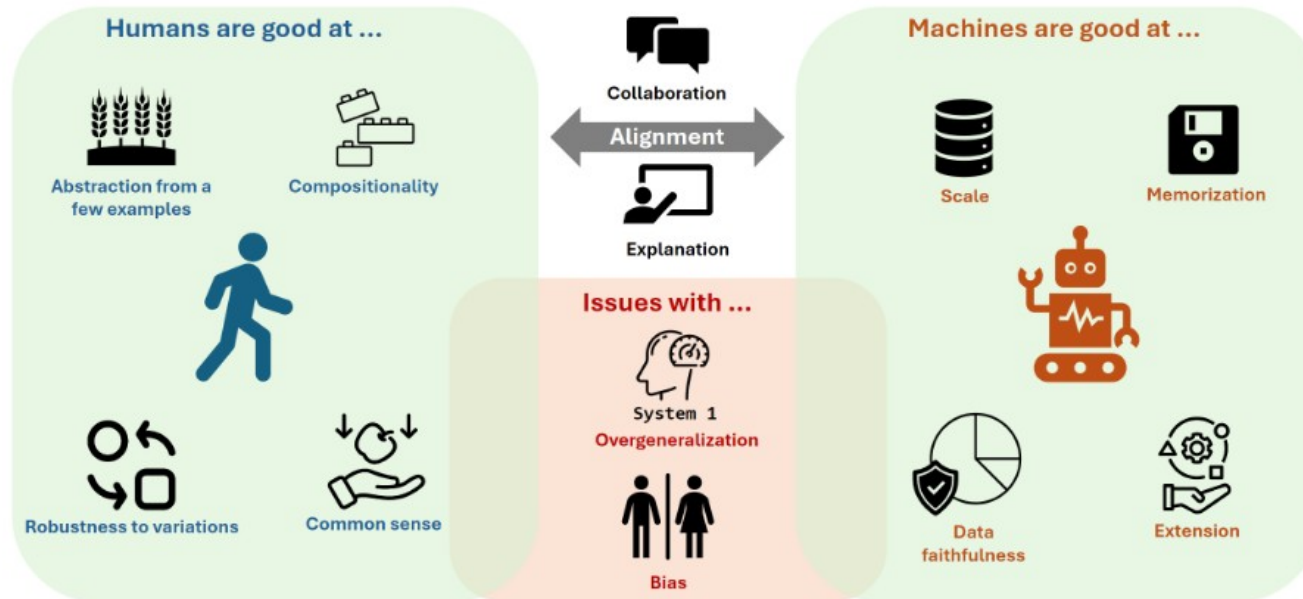 Humans are good at ...
Abstraction from a
few examples
Compositionality
Robustness to variations
Common sense
Collaboration
Alignment
Explanation
Issues with ...
System 1
Overgeneralization
Bias
Machines are good at ...
Scale
Memorization
Data
faithfulness
Extension